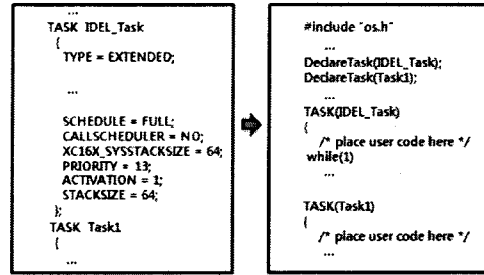 ...
TASK IDEL_Task
{
TYPE = EXTENDED;
...
SCHEDULE = FULL;
CALLSCHEDULER = NO;
XC16X_SYSSTACKSIZE = 64;
PRIORITY = 13;
ACTIVATION = 1;
STACKSIZE = 64;
};
TASK Task1
{
...
#include "os.h"
...
DeclareTask(IDEL_Task);
DeclareTask(Task1);
...
TASK(IDEL_Task)
{
/* place user code here */
while(1)
...
TASK(Task1)
{
/* place user code here */
...